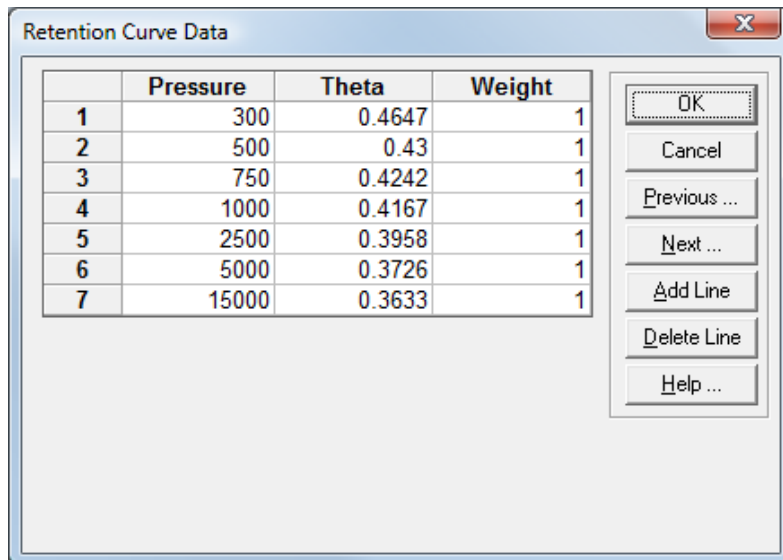 Retention Curve Data
Pressure Theta Weight
1 300 0.4647 1
2 500 0.43 1
3 750 0.4242 1
4 1000 0.4167 1
5 2500 0.3958 1
6 5000 0.3726 1
7 15000 0.3633 1
OK
Cancel
Previous ...
Next ...
Add Line
Delete Line
Help ...